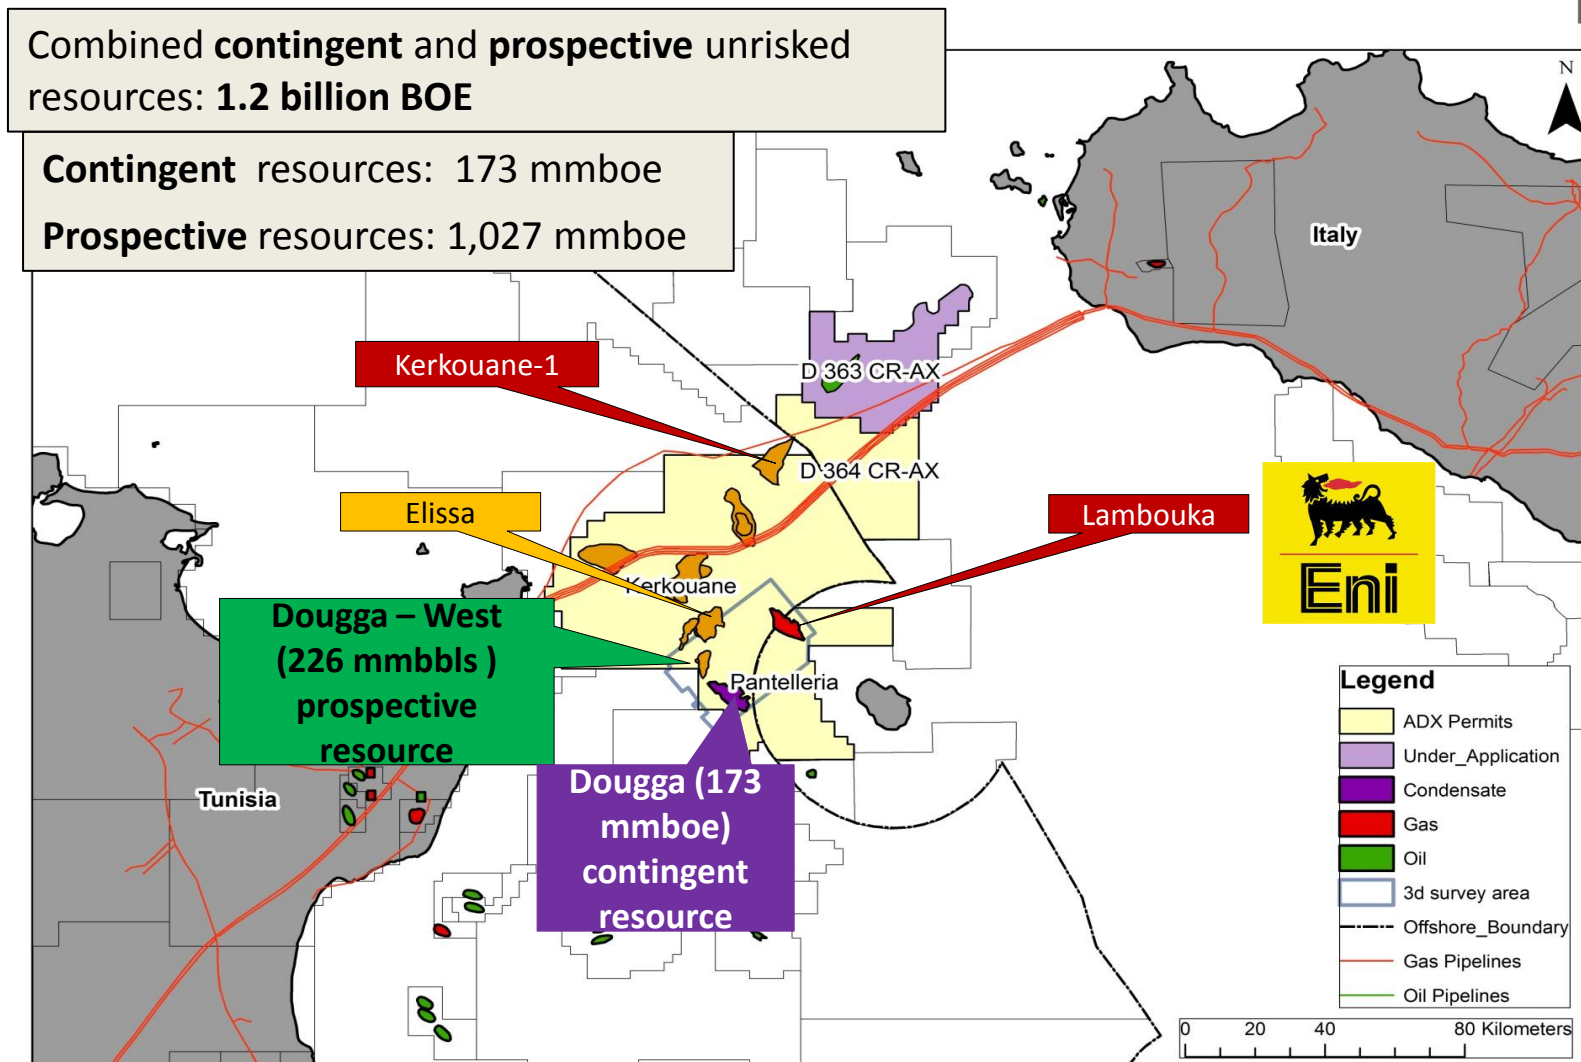 Combined contingent and prospective unrisked
resources: 1.2 billion BOE
Contingent resources: 173 mmboe
Prospective resources: 1,027 mmboe
N
Italy
Kerkouane-1
D 363 CR-AX
D 364 CR-AX
Elissa
Lambouka
Eni
Kerkouane
Dougga – West
(226 mmbbls )
prospective
resource
Pantelleria
Tunisia
Dougga (173
mmboe)
contingent
resource
Legend
ADX Permits
Under_Application
Condensate
Gas
Oil
3d survey area
Offshore_Boundary
Gas Pipelines
Oil Pipelines
0 20 40 80 Kilometers